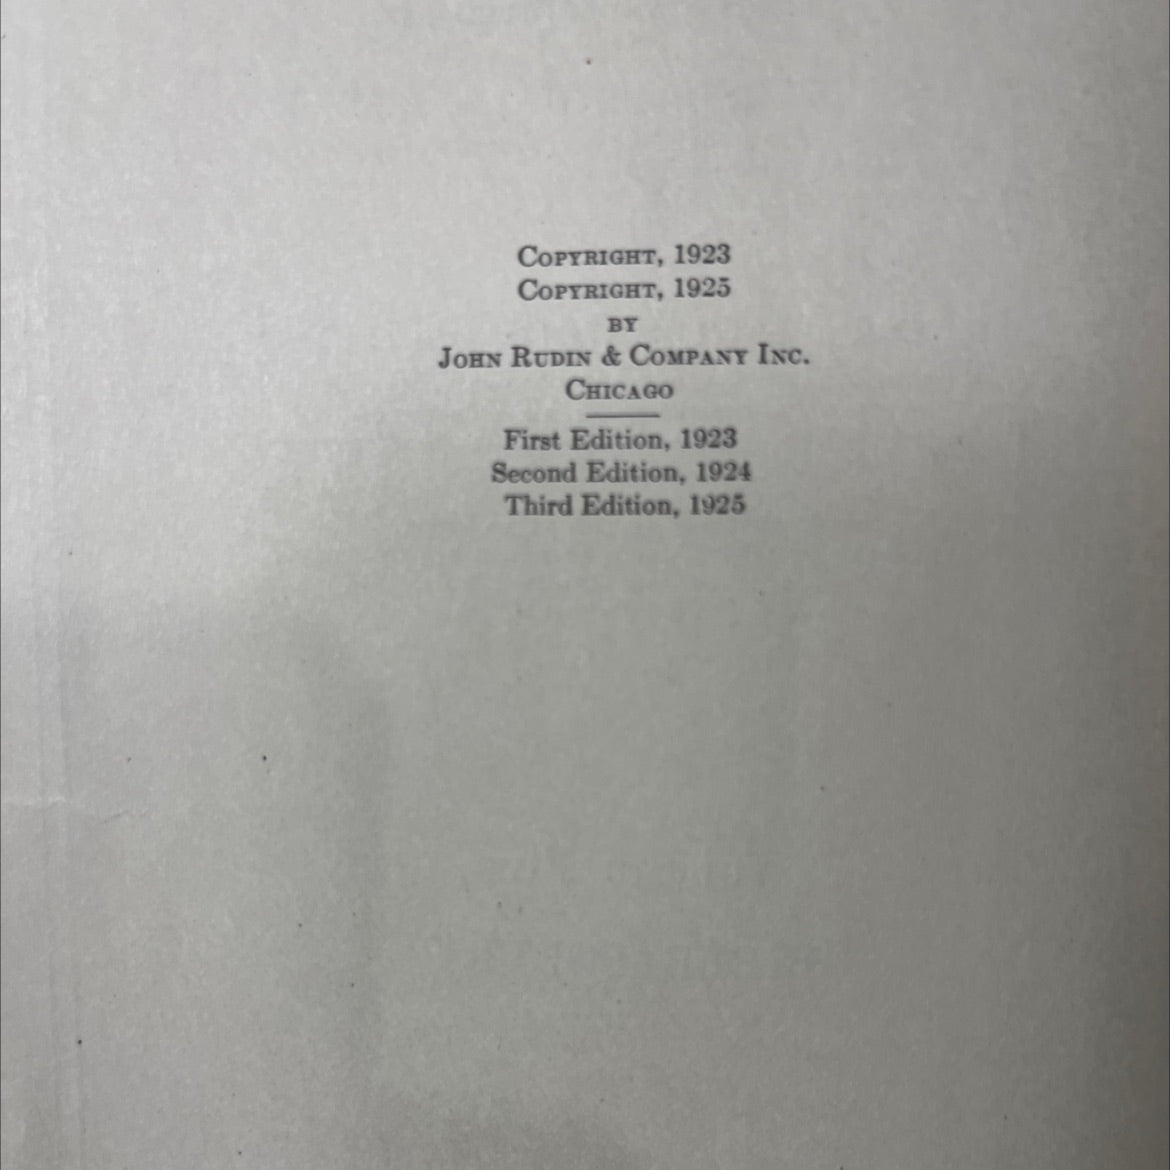 Copyright, 1923
Copyright, 1925
by
John Rudin & Company Inc.
Chicago
First Edition, 1923
Second Edition, 1924
Third Edition, 1925